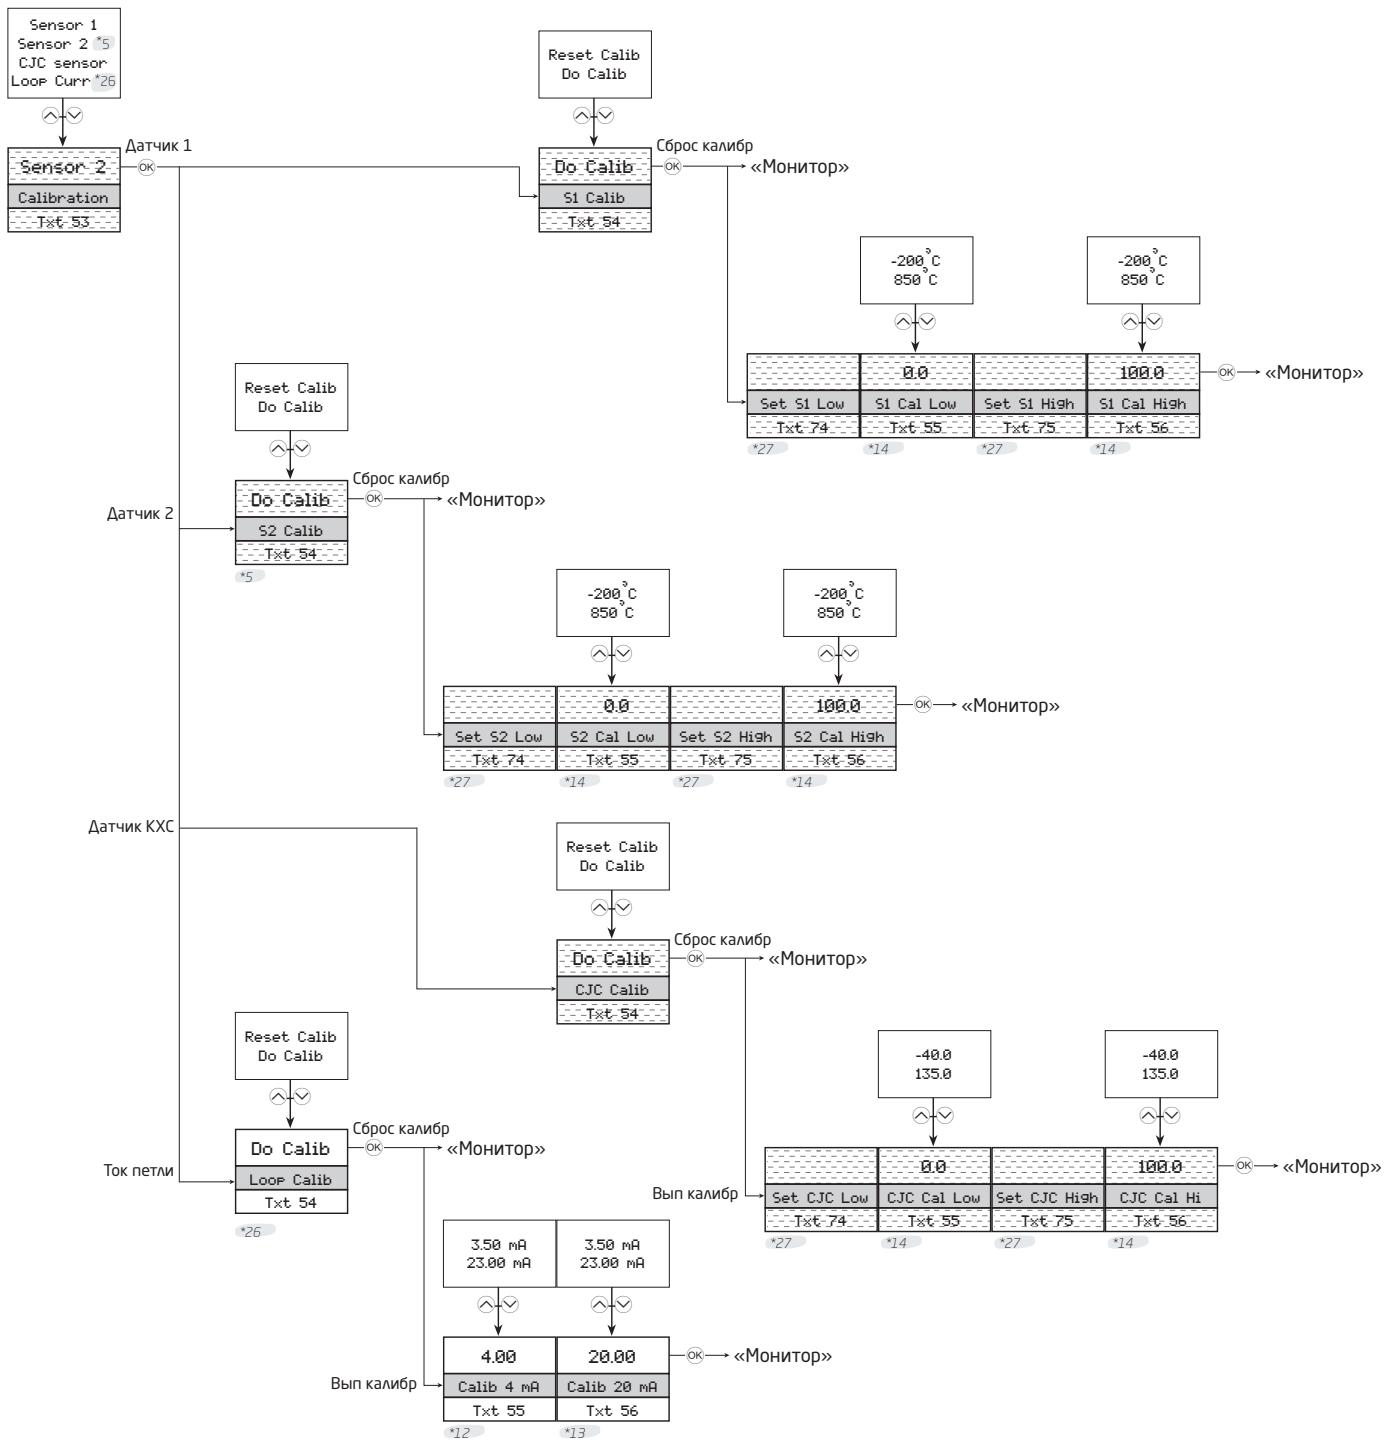 Sensor 1
Sensor 2 *5
CJC sensor
Loop Curr *26
Sensor 2
Calibration
Txt 53
Датчик 1
OK
Reset Calib
Do Calib
Do Calib
S1 Calib
Txt 54
Сброс калибр
OK
«Монитор»
-200°C
850°C
-200°C
850°C
0.0
100.0
OK
«Монитор»
Set S1 Low
S1 Cal Low
Set S1 High
S1 Cal High
Txt 74
Txt 55
Txt 75
Txt 56
*27
*14
*27
*14
Reset Calib
Do Calib
Датчик 2
Do Calib
S2 Calib
Txt 54
*5
Сброс калибр
OK
«Монитор»
-200°C
850°C
-200°C
850°C
0.0
100.0
OK
«Монитор»
Set S2 Low
S2 Cal Low
Set S2 High
S2 Cal High
Txt 74
Txt 55
Txt 75
Txt 56
*27
*14
*27
*14
Датчик КХС
Reset Calib
Do Calib
Do Calib
CJC Calib
Txt 54
Сброс калибр
OK
«Монитор»
-40.0
135.0
-40.0
135.0
Вып калибр
0.0
100.0
OK
«Монитор»
Set CJC Low
CJC Cal Low
Set CJC High
CJC Cal Hi
Txt 74
Txt 55
Txt 75
Txt 56
*27
*14
*27
*14
Reset Calib
Do Calib
Ток петли
Do Calib
Loop Calib
Txt 54
*26
Сброс калибр
OK
«Монитор»
3.50 mA
23.00 mA
3.50 mA
23.00 mA
Вып калибр
4.00
20.00
OK
«Монитор»
Calib 4 mA
Calib 20 mA
Txt 55
Txt 56
*12
*13